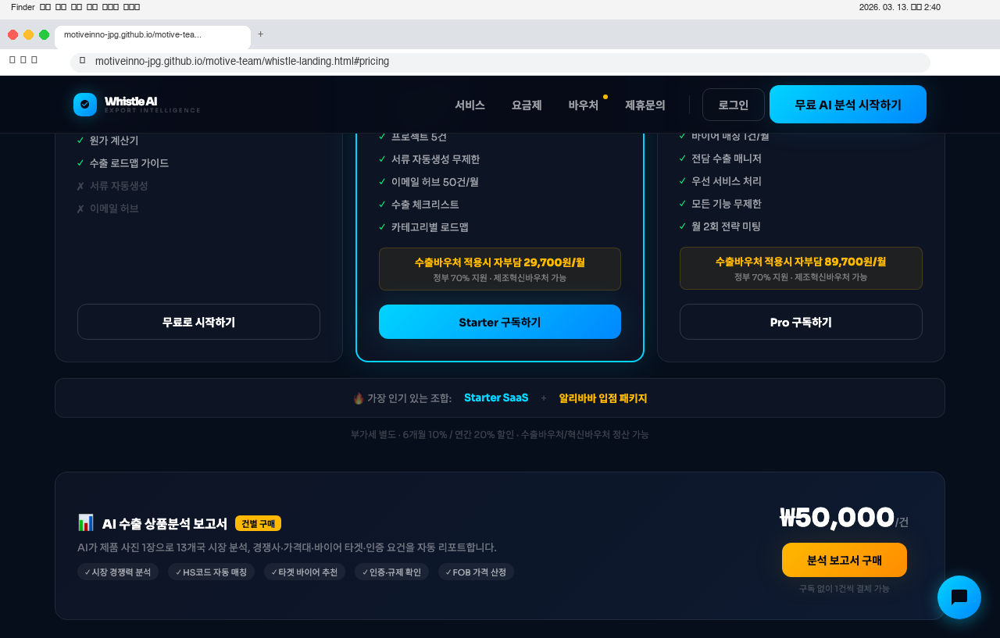 Finder
2026. 03. 13. 2:40
motiveinno-jpg.github.io/motive-tea...
+
motiveinno-jpg.github.io/motive-team/whistle-landing.html#pricing
Whistle AI
EXPORT INTELLIGENCE
서비스
요금제
바우처
제휴문의
로그인
무료 AI 분석 시작하기
✓ 원가 계산기
✓ 수출 로드맵 가이드
✗ 서류 자동생성
✗ 이메일 허브
무료로 시작하기
✓ 프로젝트 5건
✓ 서류 자동생성 무제한
✓ 이메일 허브 50건/월
✓ 수출 체크리스트
✓ 카테고리별 로드맵
수출바우처 적용시 자부담 29,700원/월
정부 70% 지원 · 제조혁신바우처 가능
Starter 구독하기
✓ 바이어 매칭 1건/월
✓ 전담 수출 매니저
✓ 우선 서비스 처리
✓ 모든 기능 무제한
✓ 월 2회 전략 미팅
수출바우처 적용시 자부담 89,700원/월
정부 70% 지원 · 제조혁신바우처 가능
Pro 구독하기
🔥 가장 인기 있는 조합: Starter SaaS + 알리바바 입점 패키지
부가세 별도 · 6개월 10% / 연간 20% 할인 · 수출바우처/혁신바우처 정산 가능
📊 AI 수출 상품분석 보고서 건별 구매
AI가 제품 사진 1장으로 13개국 시장 분석, 경쟁사·가격대·바이어 타겟·인증 요건을 자동 리포트합니다.
✓ 시장 경쟁력 분석 ✓ HS코드 자동 매칭 ✓ 타겟 바이어 추천 ✓ 인증·규제 확인 ✓ FOB 가격 산정
₩50,000/건
분석 보고서 구매
구독 없이 1건씩 결제 가능